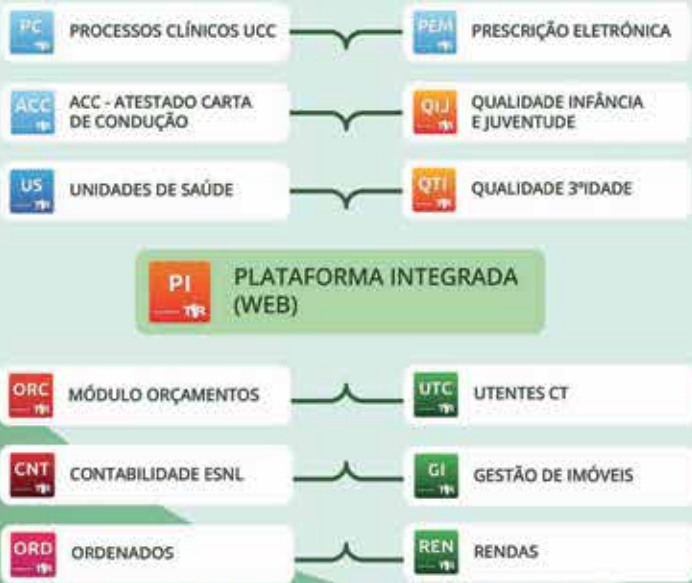 PC
PROCESSOS CLÍNICOS UCC
PEM
PRESCRIÇÃO ELETRÓNICA
ACC
ACC - ATESTADO CARTA
DE CONDUÇÃO
QIJ
QUALIDADE INFÂNCIA
E JUVENTUDE
US
UNIDADES DE SAÚDE
QTI
QUALIDADE 3ªIDADE
PI
PLATAFORMA INTEGRADA
(WEB)
ORC
MÓDULO ORÇAMENTOS
UTC
UTENTES CT
CNT
CONTABILIDADE ESNL
GI
GESTÃO DE IMÓVEIS
ORD
ORDENADOS
REN
RENDAS